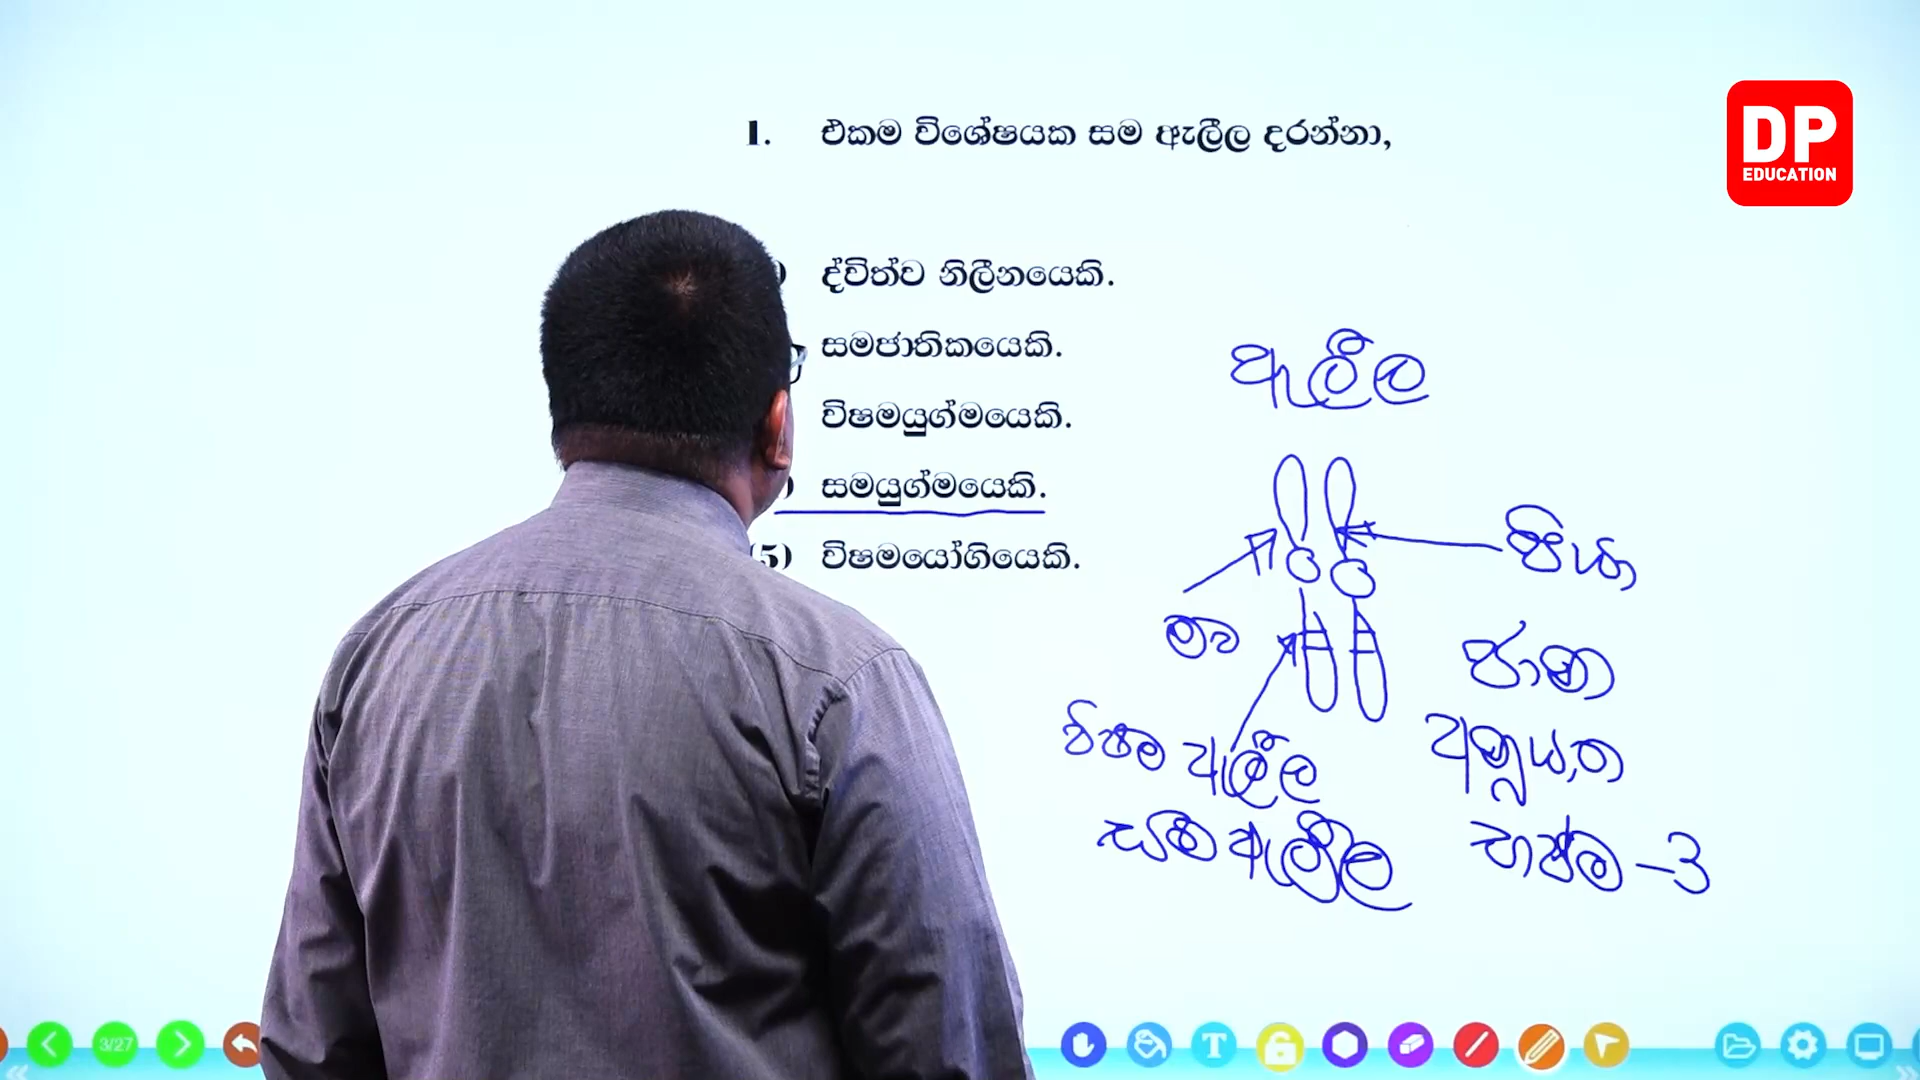 1. එකම විශේෂයක සම ඇලීල දරන්නා,
DP
EDUCATION
) ද්විත්ව නිලීනයෙකි.
සමජාතිකයෙකි.
විෂමයුග්මයෙකි.
) සමයුග්මයෙකි.
(5) විෂමයෝගියෙකි.
ඇලීල
පියා
මව
ජාන
විෂම ඇලීල
සම ඇලීල
3/27
T